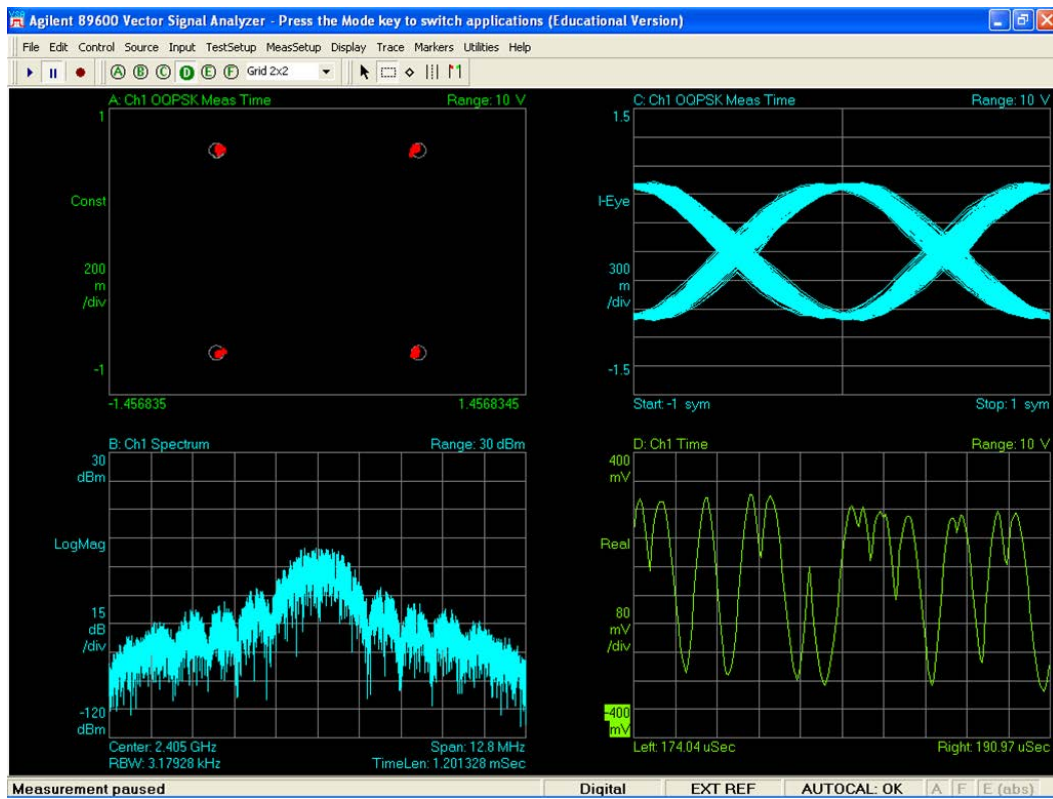 VSG
Agilent 89600 Vector Signal Analyzer - Press the Mode key to switch applications (Educational Version)
File Edit Control Source Input TestSetup MeasSetup Display Trace Markers Utilities Help
A B C D E F Grid 2x2
A: Ch1 OQPSK Meas Time Range: 10 V
1
Const
200
m
/div
-1
-1.456835 1.4568345
C: Ch1 OQPSK Meas Time Range: 10 V
1.5
I-Eye
300
m
/div
-1.5
Start: -1 sym Stop: 1 sym
B: Ch1 Spectrum Range: 30 dBm
30
dBm
LogMag
15
dB
/div
-120
dBm
Center: 2.405 GHz Span: 12.8 MHz
RBW: 3.17928 kHz TimeLen: 1.201328 mSec
D: Ch1 Time Range: 10 V
400
mV
Real
80
mV
/div
-400
mV
Left: 174.04 uSec Right: 190.97 uSec
Measurement paused Digital EXT REF AUTOCAL: OK A F E (abs)